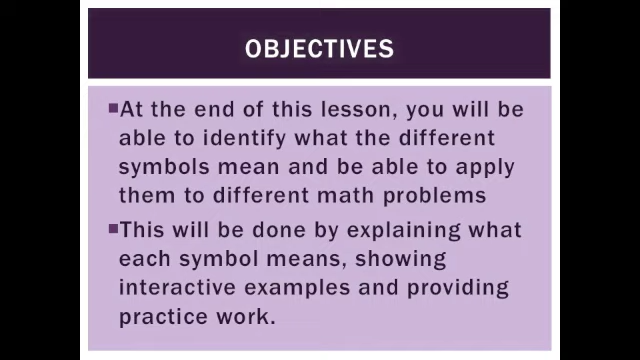 OBJECTIVES
▪At the end of this lesson, you will be
able to identify what the different
symbols mean and be able to apply
them to different math problems
▪This will be done by explaining what
each symbol means, showing
interactive examples and providing
practice work.